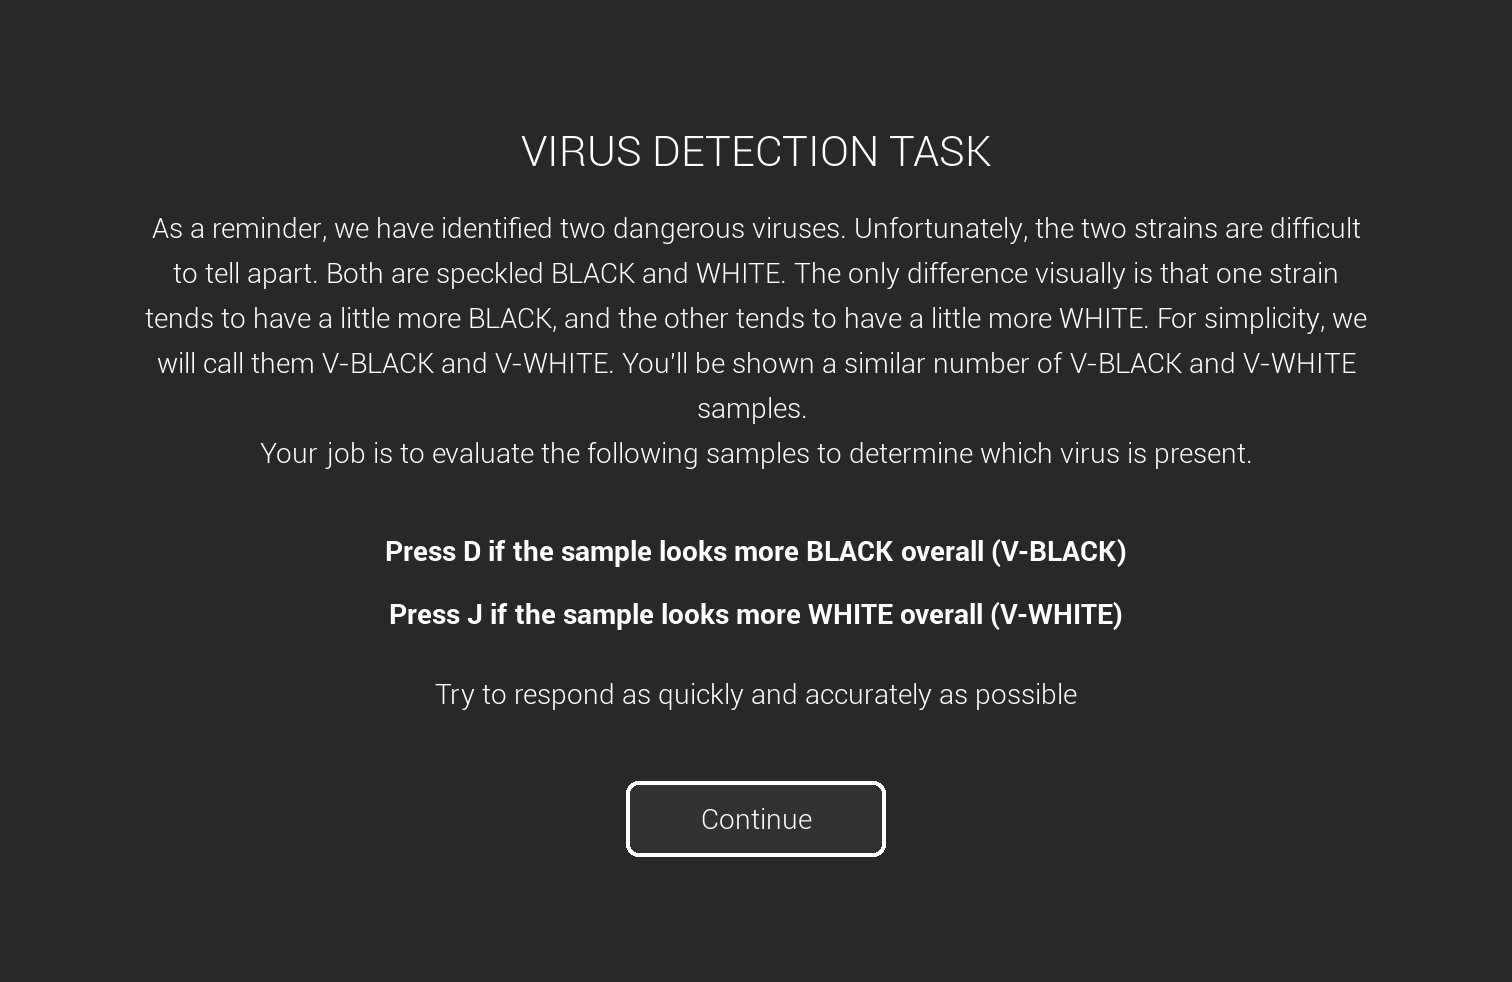 VIRUS DETECTION TASK
As a reminder, we have identified two dangerous viruses. Unfortunately, the two strains are difficult
to tell apart. Both are speckled BLACK and WHITE. The only difference visually is that one strain
tends to have a little more BLACK, and the other tends to have a little more WHITE. For simplicity, we
will call them V-BLACK and V-WHITE. You'll be shown a similar number of V-BLACK and V-WHITE
samples.
Your job is to evaluate the following samples to determine which virus is present.
Press D if the sample looks more BLACK overall (V-BLACK)
Press J if the sample looks more WHITE overall (V-WHITE)
Try to respond as quickly and accurately as possible
Continue